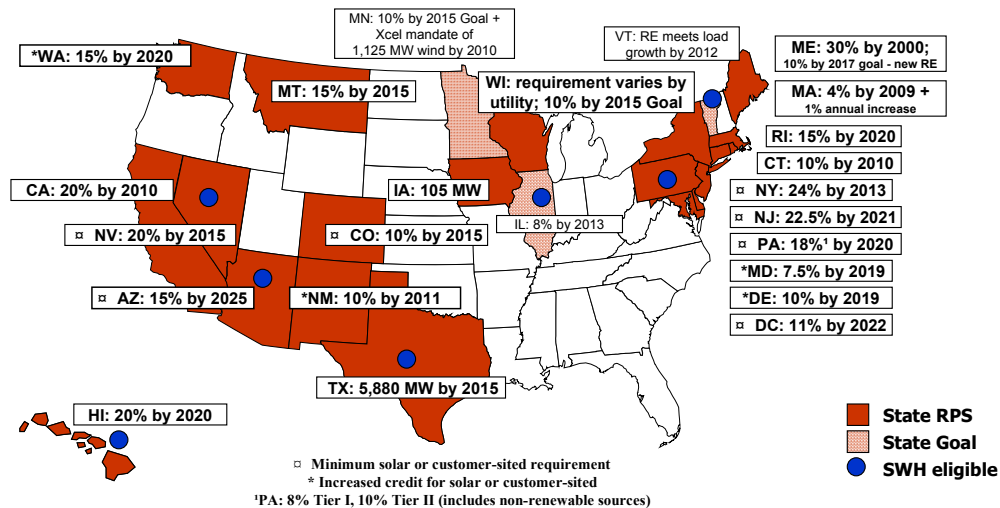 MN: 10% by 2015 Goal +
Xcel mandate of
1,125 MW wind by 2010
VT: RE meets load
growth by 2012
ME: 30% by 2000;
10% by 2017 goal - new RE
*WA: 15% by 2020
MT: 15% by 2015
WI: requirement varies by
utility; 10% by 2015 Goal
MA: 4% by 2009 +
1% annual increase
RI: 15% by 2020
CT: 10% by 2010
CA: 20% by 2010
IA: 105 MW
¤ NY: 24% by 2013
IL: 8% by 2013
¤ NJ: 22.5% by 2021
¤ NV: 20% by 2015
¤ CO: 10% by 2015
¤ PA: 18%¹ by 2020
*MD: 7.5% by 2019
¤ AZ: 15% by 2025
*NM: 10% by 2011
*DE: 10% by 2019
¤ DC: 11% by 2022
TX: 5,880 MW by 2015
HI: 20% by 2020
State RPS
State Goal
SWH eligible
¤ Minimum solar or customer-sited requirement
* Increased credit for solar or customer-sited
¹PA: 8% Tier I, 10% Tier II (includes non-renewable sources)